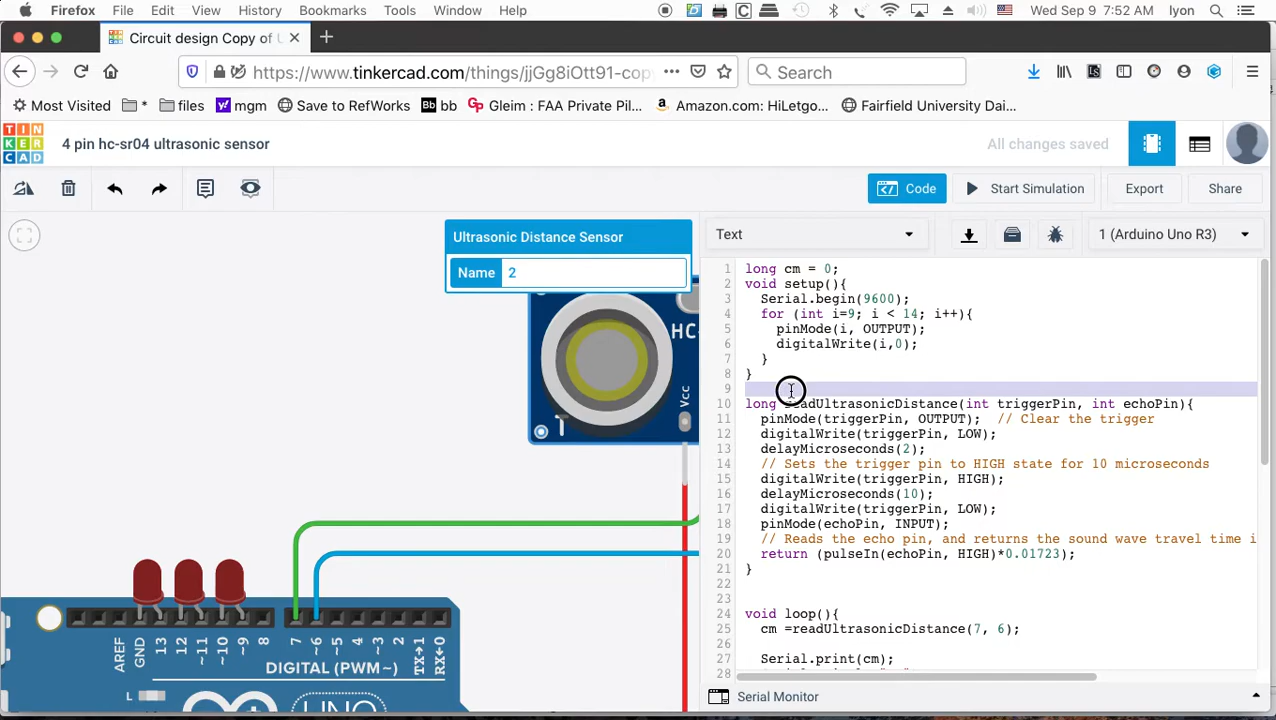 Firefox File Edit View History Bookmarks Tools Window Help Wed Sep 9 7:52 AM lyon
Circuit design Copy of U
https://www.tinkercad.com/things/jjGg8iOtt91-copy
Search
Most Visited * files mgm Save to RefWorks Bb bb Gleim : FAA Private Pil... Amazon.com: HiLetgo... Fairfield University Dai...
TIN
KER
CAD
4 pin hc-sr04 ultrasonic sensor
All changes saved
Code
Start Simulation
Export
Share
Ultrasonic Distance Sensor
Name 2
Text
1 (Arduino Uno R3)
HC-
Vcc
T
1 long cm = 0;
2 void setup(){
3 Serial.begin(9600);
4 for (int i=9; i < 14; i++){
5 pinMode(i, OUTPUT);
6 digitalWrite(i,0);
7 }
8 }
9
10 long readUltrasonicDistance(int triggerPin, int echoPin){
11 pinMode(triggerPin, OUTPUT); // Clear the trigger
12 digitalWrite(triggerPin, LOW);
13 delayMicroseconds(2);
14 // Sets the trigger pin to HIGH state for 10 microseconds
15 digitalWrite(triggerPin, HIGH);
16 delayMicroseconds(10);
17 digitalWrite(triggerPin, LOW);
18 pinMode(echoPin, INPUT);
19 // Reads the echo pin, and returns the sound wave travel time i
20 return (pulseIn(echoPin, HIGH)*0.01723);
21 }
22
23
24 void loop(){
25 cm =readUltrasonicDistance(7, 6);
26
27 Serial.print(cm);
28
AREF GND 13 12 ~11 ~10 ~9 8 7 ~6 ~5 4 ~3 2 TX→1 RX←0
DIGITAL (PWM~)
L
UNO
Serial Monitor